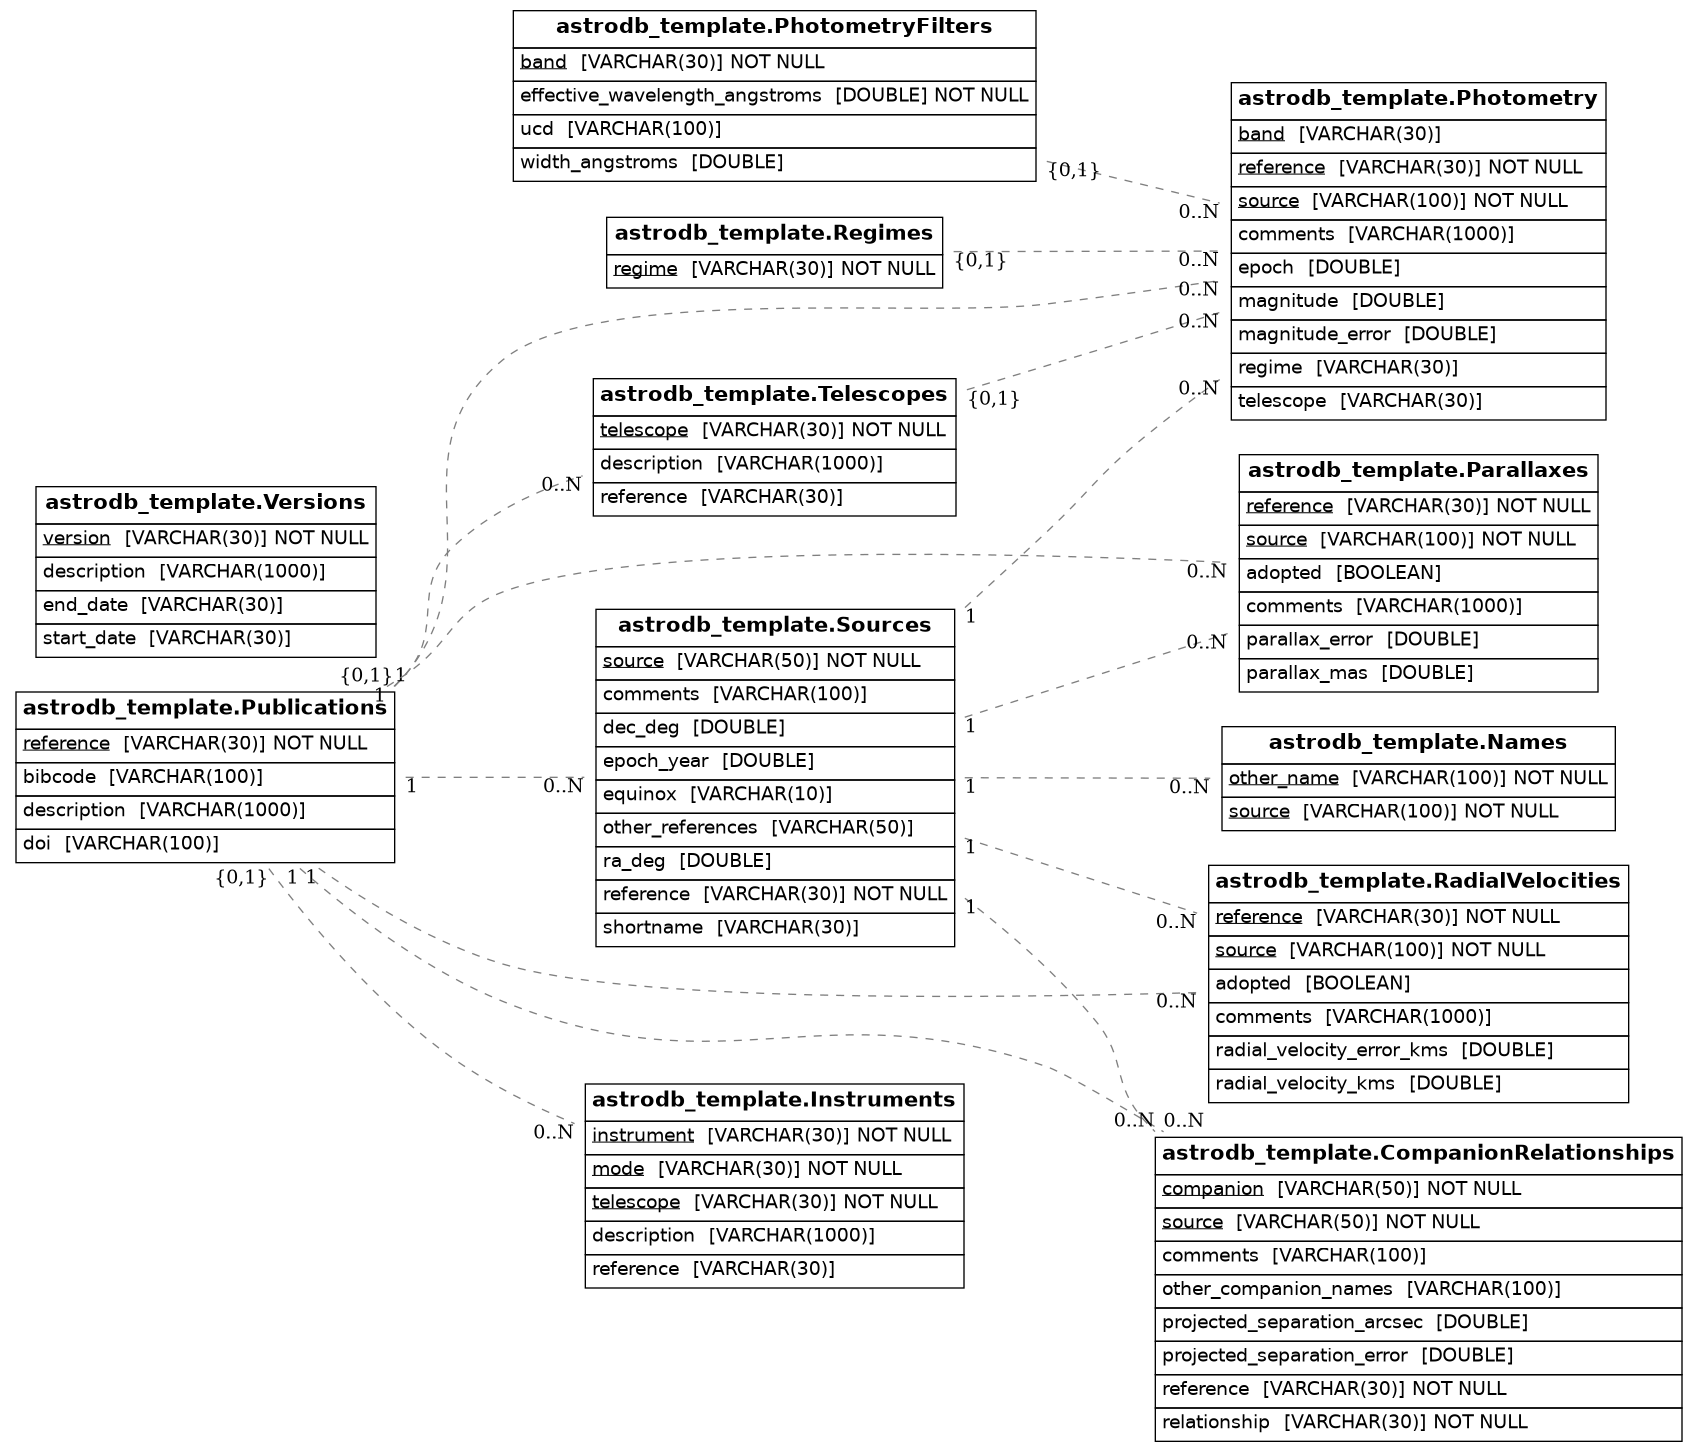 astrodb_template.PhotometryFilters
band [VARCHAR(30)] NOT NULL
effective_wavelength_angstroms [DOUBLE] NOT NULL
ucd [VARCHAR(100)]
width_angstroms [DOUBLE]
{0,1}
0..N
astrodb_template.Photometry
band [VARCHAR(30)]
reference [VARCHAR(30)] NOT NULL
source [VARCHAR(100)] NOT NULL
comments [VARCHAR(1000)]
epoch [DOUBLE]
magnitude [DOUBLE]
magnitude_error [DOUBLE]
regime [VARCHAR(30)]
telescope [VARCHAR(30)]
astrodb_template.Regimes
regime [VARCHAR(30)] NOT NULL
{0,1}
0..N
0..N
0..N
0..N
astrodb_template.Telescopes
telescope [VARCHAR(30)] NOT NULL
description [VARCHAR(1000)]
reference [VARCHAR(30)]
{0,1}
0..N
astrodb_template.Versions
version [VARCHAR(30)] NOT NULL
description [VARCHAR(1000)]
end_date [VARCHAR(30)]
start_date [VARCHAR(30)]
astrodb_template.Parallaxes
reference [VARCHAR(30)] NOT NULL
source [VARCHAR(100)] NOT NULL
adopted [BOOLEAN]
comments [VARCHAR(1000)]
parallax_error [DOUBLE]
parallax_mas [DOUBLE]
0..N
0..N
{0,1}
1
1
astrodb_template.Publications
reference [VARCHAR(30)] NOT NULL
bibcode [VARCHAR(100)]
description [VARCHAR(1000)]
doi [VARCHAR(100)]
1
0..N
{0,1}
1
1
astrodb_template.Sources
source [VARCHAR(50)] NOT NULL
comments [VARCHAR(100)]
dec_deg [DOUBLE]
epoch_year [DOUBLE]
equinox [VARCHAR(10)]
other_references [VARCHAR(50)]
ra_deg [DOUBLE]
reference [VARCHAR(30)] NOT NULL
shortname [VARCHAR(30)]
1
1
1
1
1
astrodb_template.Names
other_name [VARCHAR(100)] NOT NULL
source [VARCHAR(100)] NOT NULL
0..N
astrodb_template.RadialVelocities
reference [VARCHAR(30)] NOT NULL
source [VARCHAR(100)] NOT NULL
adopted [BOOLEAN]
comments [VARCHAR(1000)]
radial_velocity_error_kms [DOUBLE]
radial_velocity_kms [DOUBLE]
0..N
0..N
astrodb_template.Instruments
instrument [VARCHAR(30)] NOT NULL
mode [VARCHAR(30)] NOT NULL
telescope [VARCHAR(30)] NOT NULL
description [VARCHAR(1000)]
reference [VARCHAR(30)]
0..N
0..N
0..N
astrodb_template.CompanionRelationships
companion [VARCHAR(50)] NOT NULL
source [VARCHAR(50)] NOT NULL
comments [VARCHAR(100)]
other_companion_names [VARCHAR(100)]
projected_separation_arcsec [DOUBLE]
projected_separation_error [DOUBLE]
reference [VARCHAR(30)] NOT NULL
relationship [VARCHAR(30)] NOT NULL